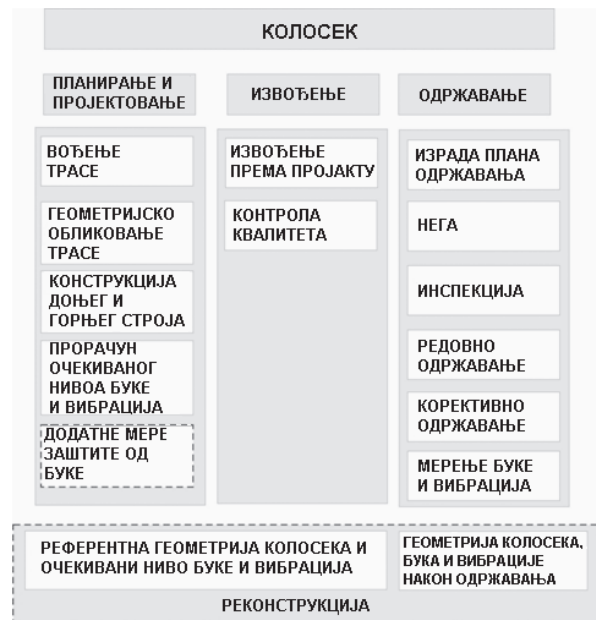 КОЛОСЕК
ПЛАНИРАЊЕ И
ПРОЈЕКТОВАЊЕ
ВОЂЕЊЕ
ТРАСЕ
ГЕОМЕТРИЈСКО
ОБЛИКОВАЊЕ
ТРАСЕ
КОНСТРУКЦИЈА
ДОЊЕГ И
ГОРЊЕГ СТРОЈА
ПРОРАЧУН
ОЧЕКИВАНОГ
НИВОА БУКЕ
И ВИБРАЦИЈА
ДОДАТНЕ МЕРЕ
ЗАШТИТЕ ОД
БУКЕ
ИЗВОЂЕЊЕ
ИЗВОЂЕЊЕ
ПРЕМА ПРОЈАКТУ
КОНТРОЛА
КВАЛИТЕТА
ОДРЖАВАЊЕ
ИЗРАДА ПЛАНА
ОДРЖАВАЊА
НЕГА
ИНСПЕКЦИЈА
РЕДОВНО
ОДРЖАВАЊЕ
КОРЕКТИВНО
ОДРЖАВАЊЕ
МЕРЕЊЕ БУКЕ
И ВИБРАЦИЈА
РЕФЕРЕНТНА ГЕОМЕТРИЈА КОЛОСЕКА И
ОЧЕКИВАНИ НИВО БУКЕ И ВИБРАЦИЈА
ГЕОМЕТРИЈА КОЛОСЕКА,
БУКА И ВИБРАЦИЈЕ
НАКОН ОДРЖАВАЊА
РЕКОНСТРУКЦИЈА